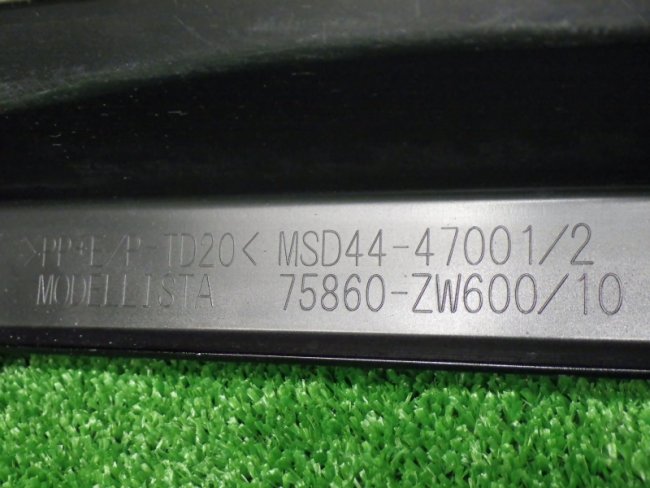 >PP+E/P-TD20< MSD44-47001/2
MODELLISTA 75860-ZW600/10